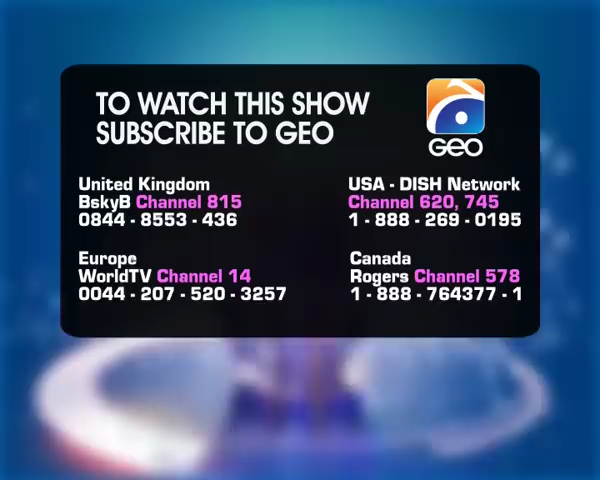 TO WATCH THIS SHOW
SUBSCRIBE TO GEO
GEO
United Kingdom
BskyB Channel 815
0844 - 8553 - 436
USA - DISH Network
Channel 620, 745
1 - 888 - 269 - 0195
Europe
WorldTV Channel 14
0044 - 207 - 520 - 3257
Canada
Rogers Channel 578
1 - 888 - 764377 - 1